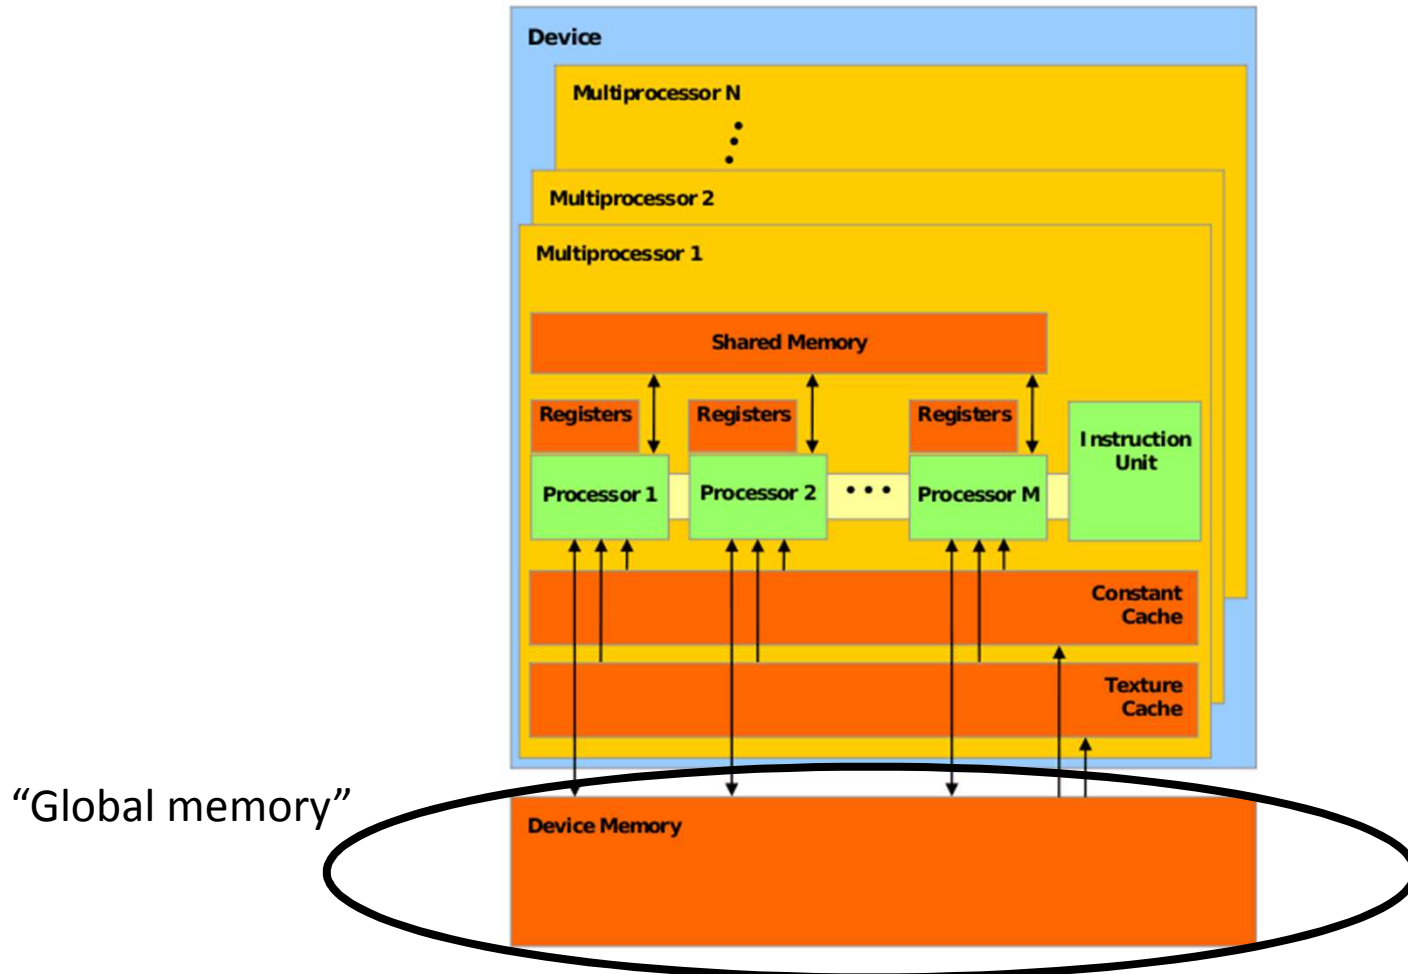 Device
Multiprocessor N
Multiprocessor 2
Multiprocessor 1
Shared Memory
Registers
Registers
Registers
Instruction
Unit
Processor 1
Processor 2
Processor M
Constant
Cache
Texture
Cache
“Global memory”
Device Memory